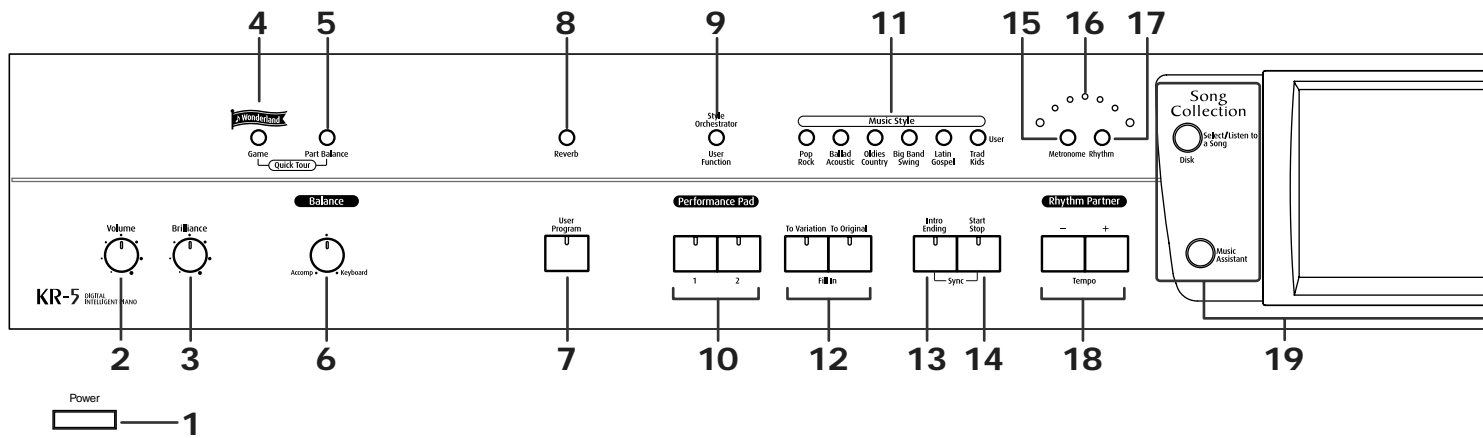 4 5 8 9 11 15 16 17
♪ Wonderland
Game
Part Balance
Quick Tour
Reverb
Style
Orchestrator
User
Function
Music Style
Pop
Rock
Ballad
Acoustic
Oldies
Country
Big Band
Swing
Latin
Gospel
Trad
Kids
User
Metronome
Rhythm
Song
Collection
Select/Listen to
a Song
Disk
Music
Assistant
Volume
Brilliance
Balance
Accomp
Keyboard
User
Program
Performance Pad
1 2
To Variation To Original
Fill In
Intro
Ending
Start
Stop
Sync
Rhythm Partner
− +
Tempo
KR-5 DIGITAL
INTELLIGENT PIANO
2 3 6 7 10 12 13 14 18 19
Power
1